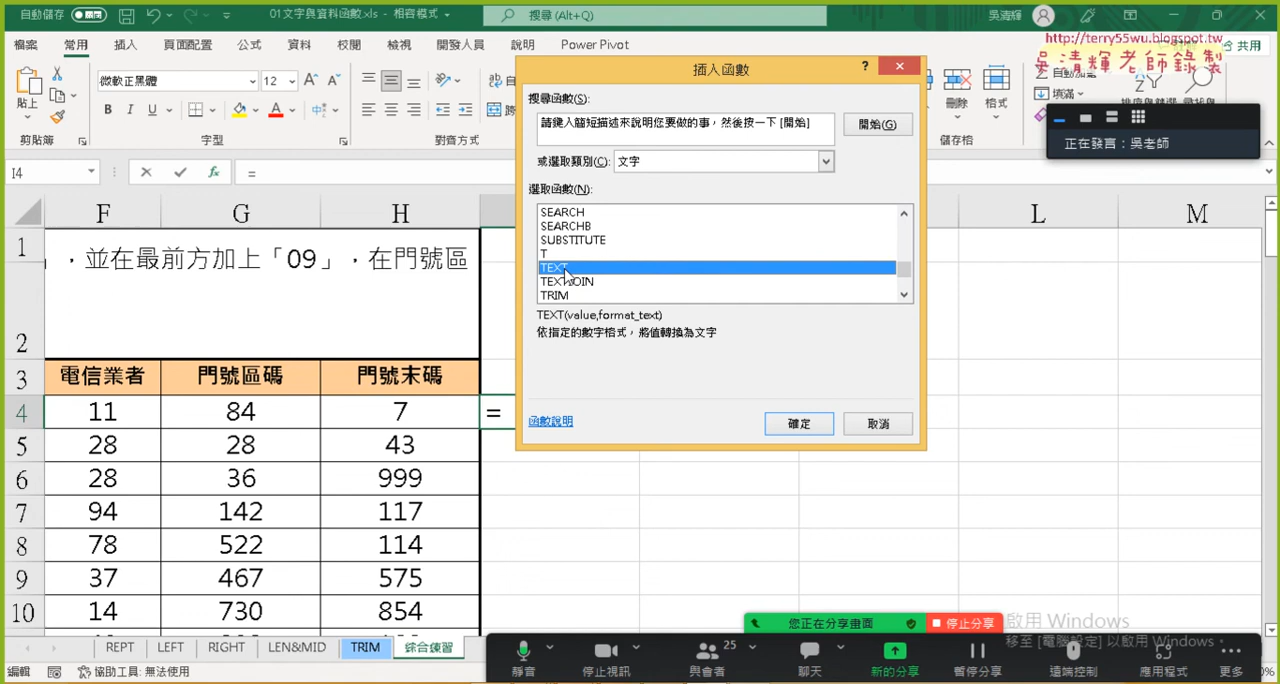 自動儲存
01文字與資料函數.xls - 相容模式
搜尋 (Alt+Q)
吳清輝
http://terry55wu.blogspot.tw
吳清輝老師錄製
檔案 常用 插入 頁面配置 公式 資料 校閱 檢視 開發人員 說明 Power Pivot
共用
貼上
剪貼簿
微軟正黑體 12
B I U
字型
對齊方式
刪除
格式
儲存格
填滿
正在發言：吳老師
I4
fx
=
F G H L M
1
，並在最前方加上「09」，在門號區
2
3 電信業者 門號區碼 門號末碼
4 11 84 7 =
5 28 28 43
6 28 36 999
7 94 142 117
8 78 522 114
9 37 467 575
10 14 730 854
插入函數
?
搜尋函數(S):
請鍵入簡短描述來說明您要做的事，然後按一下 [開始]
開始(G)
或選取類別(C): 文字
選取函數(N):
SEARCH
SEARCHB
SUBSTITUTE
T
TEXT
TEXTJOIN
TRIM
TEXT(value,format_text)
依指定的數字格式，將值轉換為文字
函數說明
確定
取消
REPT LEFT RIGHT LEN&MID TRIM 綜合練習
編輯
協助工具: 無法使用
您正在分享畫面
停止分享
啟用 Windows
移至 [電腦設定] 以啟用 Windows。
靜音
停止視訊
25
與會者
聊天
新的分享
暫停分享
遠端控制
應用程式
更多